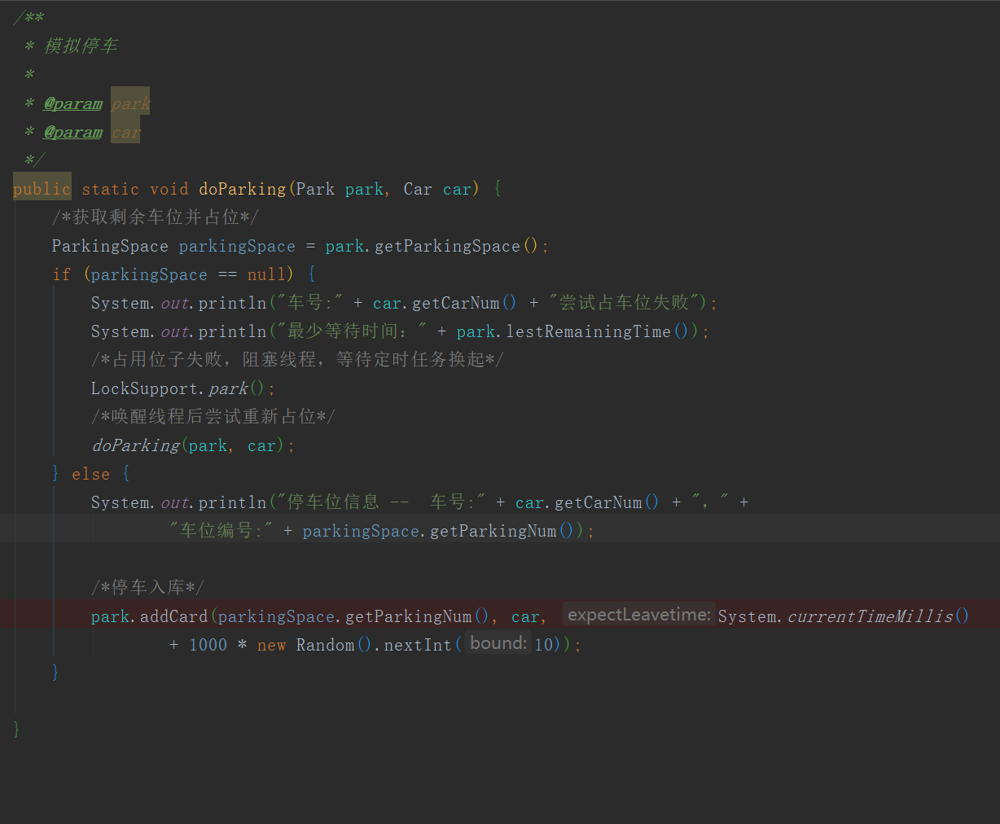 /**
* 模拟停车
*
* @param park
* @param car
*/
public static void doParking(Park park, Car car) {
/*获取剩余车位并占位*/
ParkingSpace parkingSpace = park.getParkingSpace();
if (parkingSpace == null) {
System.out.println("车号:" + car.getCarNum() + "尝试占车位失败");
System.out.println("最少等待时间：" + park.lestRemainingTime());
/*占用位子失败，阻塞线程，等待定时任务换起*/
LockSupport.park();
/*唤醒线程后尝试重新占位*/
doParking(park, car);
} else {
System.out.println("停车位信息 --  车号:" + car.getCarNum() + "，" +
"车位编号:" + parkingSpace.getParkingNum());
/*停车入库*/
park.addCard(parkingSpace.getParkingNum(), car, expectLeavetime: System.currentTimeMillis()
+ 1000 * new Random().nextInt( bound: 10));
}
}